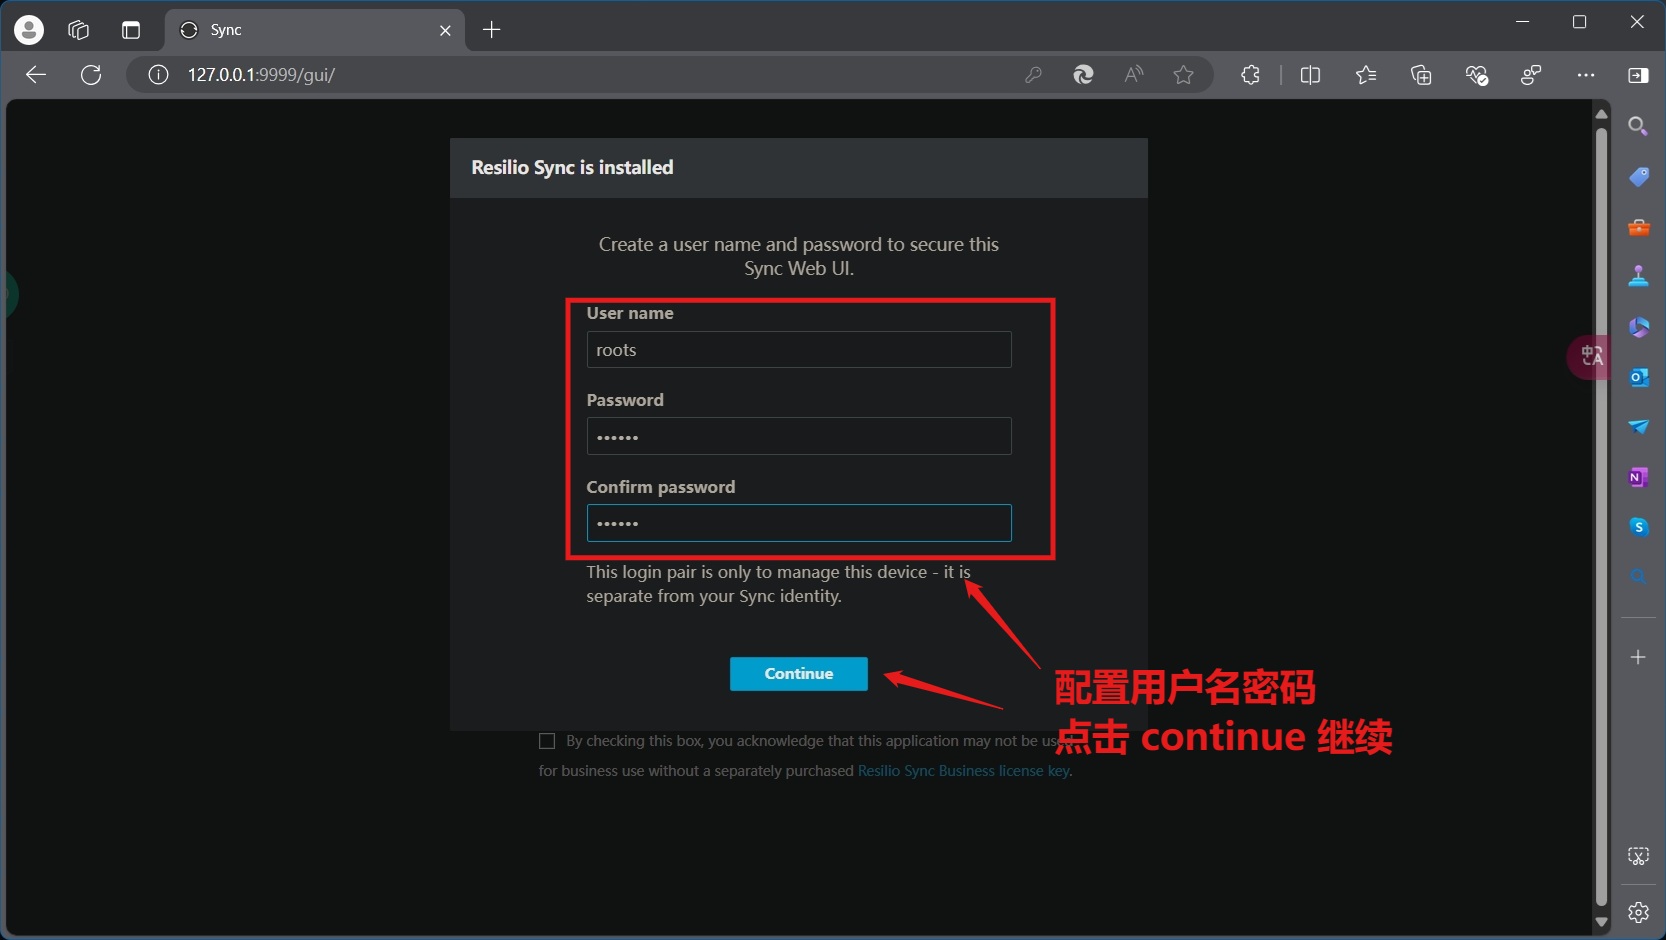 Sync
127.0.0.1:9999/gui/
Resilio Sync is installed
Create a user name and password to secure this
Sync Web UI.
User name
roots
Password
••••••
Confirm password
••••••
This login pair is only to manage this device - it is
separate from your Sync identity.
Continue
配置用户名密码
点击 continue 继续
By checking this box, you acknowledge that this application may not be used
for business use without a separately purchased Resilio Sync Business license key.